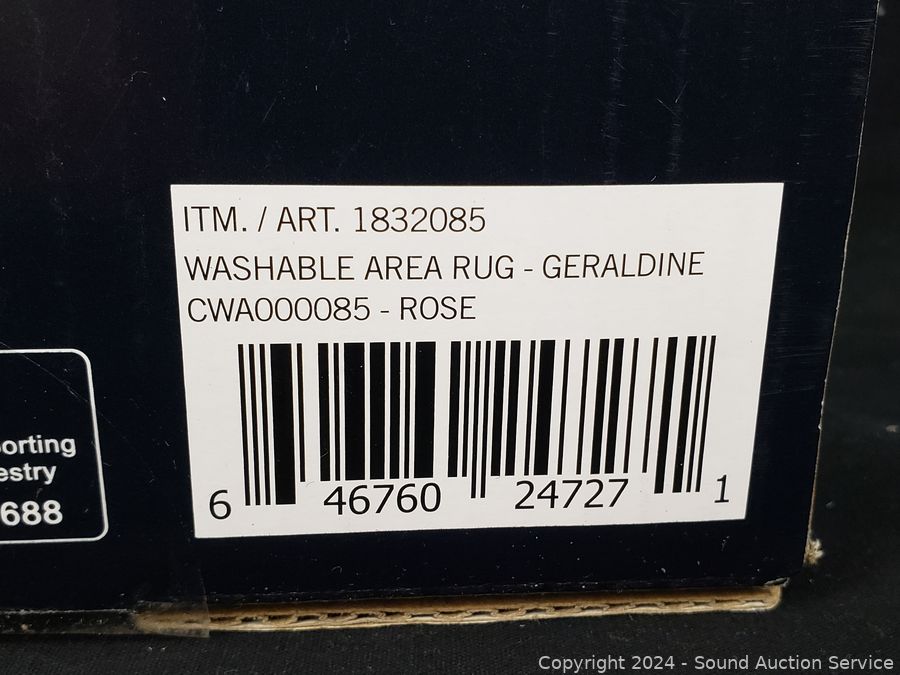 ITM. / ART. 1832085
WASHABLE AREA RUG - GERALDINE
CWA000085 - ROSE
6 46760 24727 1
orting
estry
688
Copyright 2024 - Sound Auction Service